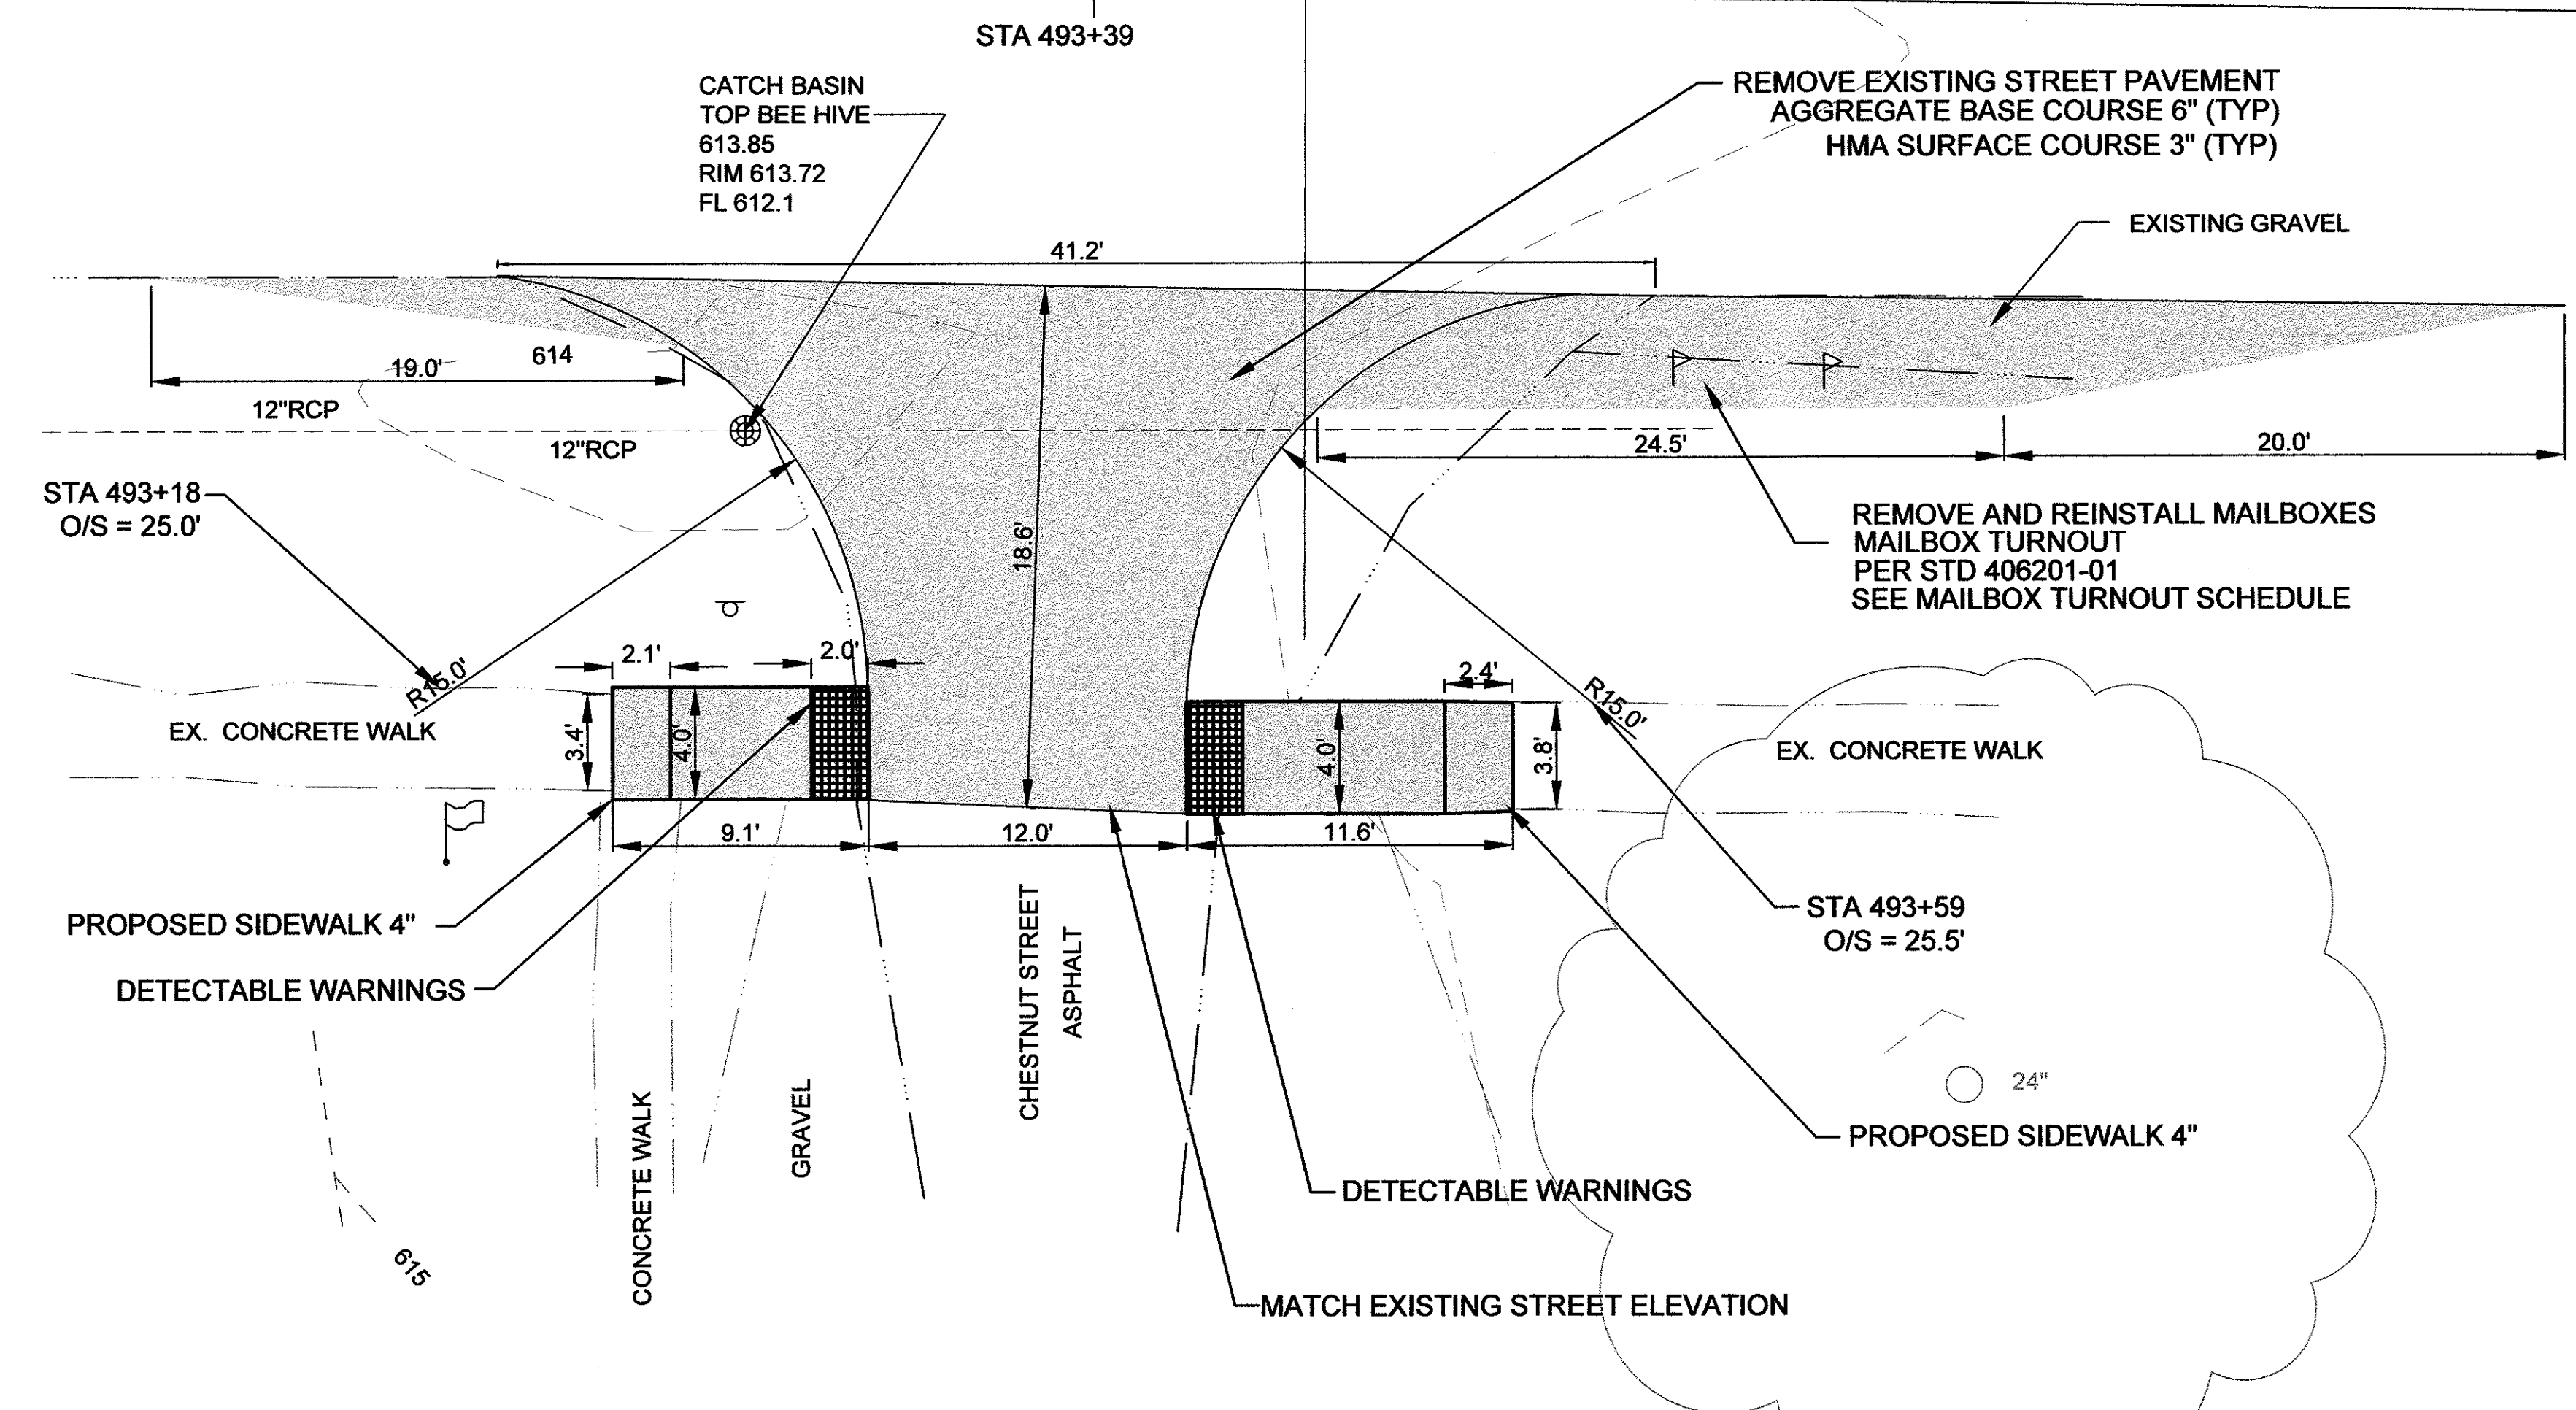 STA 493+39
CATCH BASIN
TOP BEE HIVE
613.85
RIM 613.72
FL 612.1
REMOVE EXISTING STREET PAVEMENT
AGGREGATE BASE COURSE 6" (TYP)
HMA SURFACE COURSE 3" (TYP)
EXISTING GRAVEL
41.2'
19.0'
614
12"RCP
12"RCP
18.6'
24.5'
20.0'
STA 493+18
O/S = 25.0'
REMOVE AND REINSTALL MAILBOXES
MAILBOX TURNOUT
PER STD 406201-01
SEE MAILBOX TURNOUT SCHEDULE
R15.0'
2.1'
2.0'
2.4'
R15.0'
EX. CONCRETE WALK
3.4'
4.0'
4.0'
3.8'
EX. CONCRETE WALK
9.1'
12.0'
11.6'
PROPOSED SIDEWALK 4"
DETECTABLE WARNINGS
CHESTNUT STREET
ASPHALT
STA 493+59
O/S = 25.5'
CONCRETE WALK
GRAVEL
24"
PROPOSED SIDEWALK 4"
DETECTABLE WARNINGS
615
MATCH EXISTING STREET ELEVATION